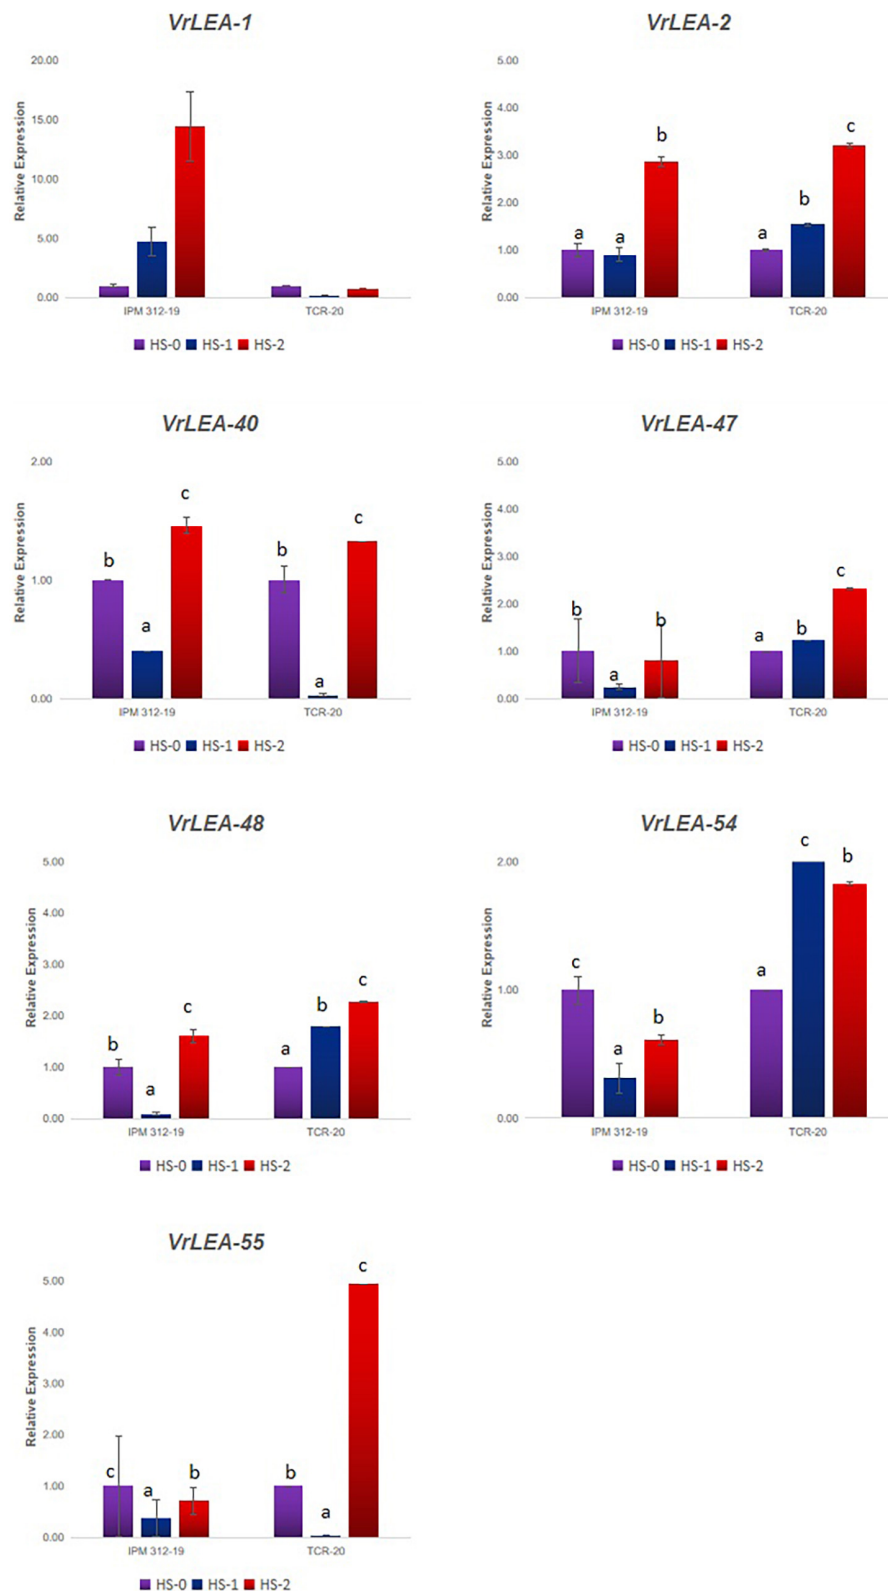 VrLEA-1
Relative Expression
20.00
15.00
10.00
5.00
0.00
IPM 312-19 TCR-20
HS-0 HS-1 HS-2
VrLEA-2
Relative Expression
5.00
4.00
3.00
2.00
1.00
0.00
a a b a b c
IPM 312-19 TCR-20
HS-0 HS-1 HS-2
VrLEA-40
Relative Expression
2.00
1.00
0.00
b a c b a c
IPM 312-19 TCR-20
HS-0 HS-1 HS-2
VrLEA-47
Relative Expression
5.00
4.00
3.00
2.00
1.00
0.00
b a b a b c
IPM 312-19 TCR-20
HS-0 HS-1 HS-2
VrLEA-48
Relative Expression
5.00
4.00
3.00
2.00
1.00
0.00
b a c a b c
IPM 312-19 TCR-20
HS-0 HS-1 HS-2
VrLEA-54
Relative Expression
2.00
1.00
0.00
c a b a c b
IPM 312-19 TCR-20
HS-0 HS-1 HS-2
VrLEA-55
Relative Expression
5.00
4.00
3.00
2.00
1.00
0.00
c a b b a c
IPM 312-19 TCR-20
HS-0 HS-1 HS-2